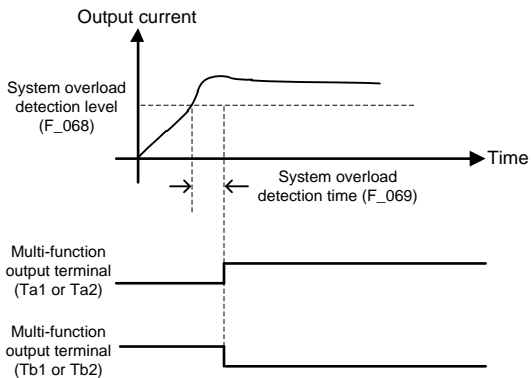 Output current
System overload
detection level
(F_068)
Time
System overload
detection time (F_069)
Multi-function
output terminal
(Ta1 or Ta2)
Multi-function
output terminal
(Tb1 or Tb2)